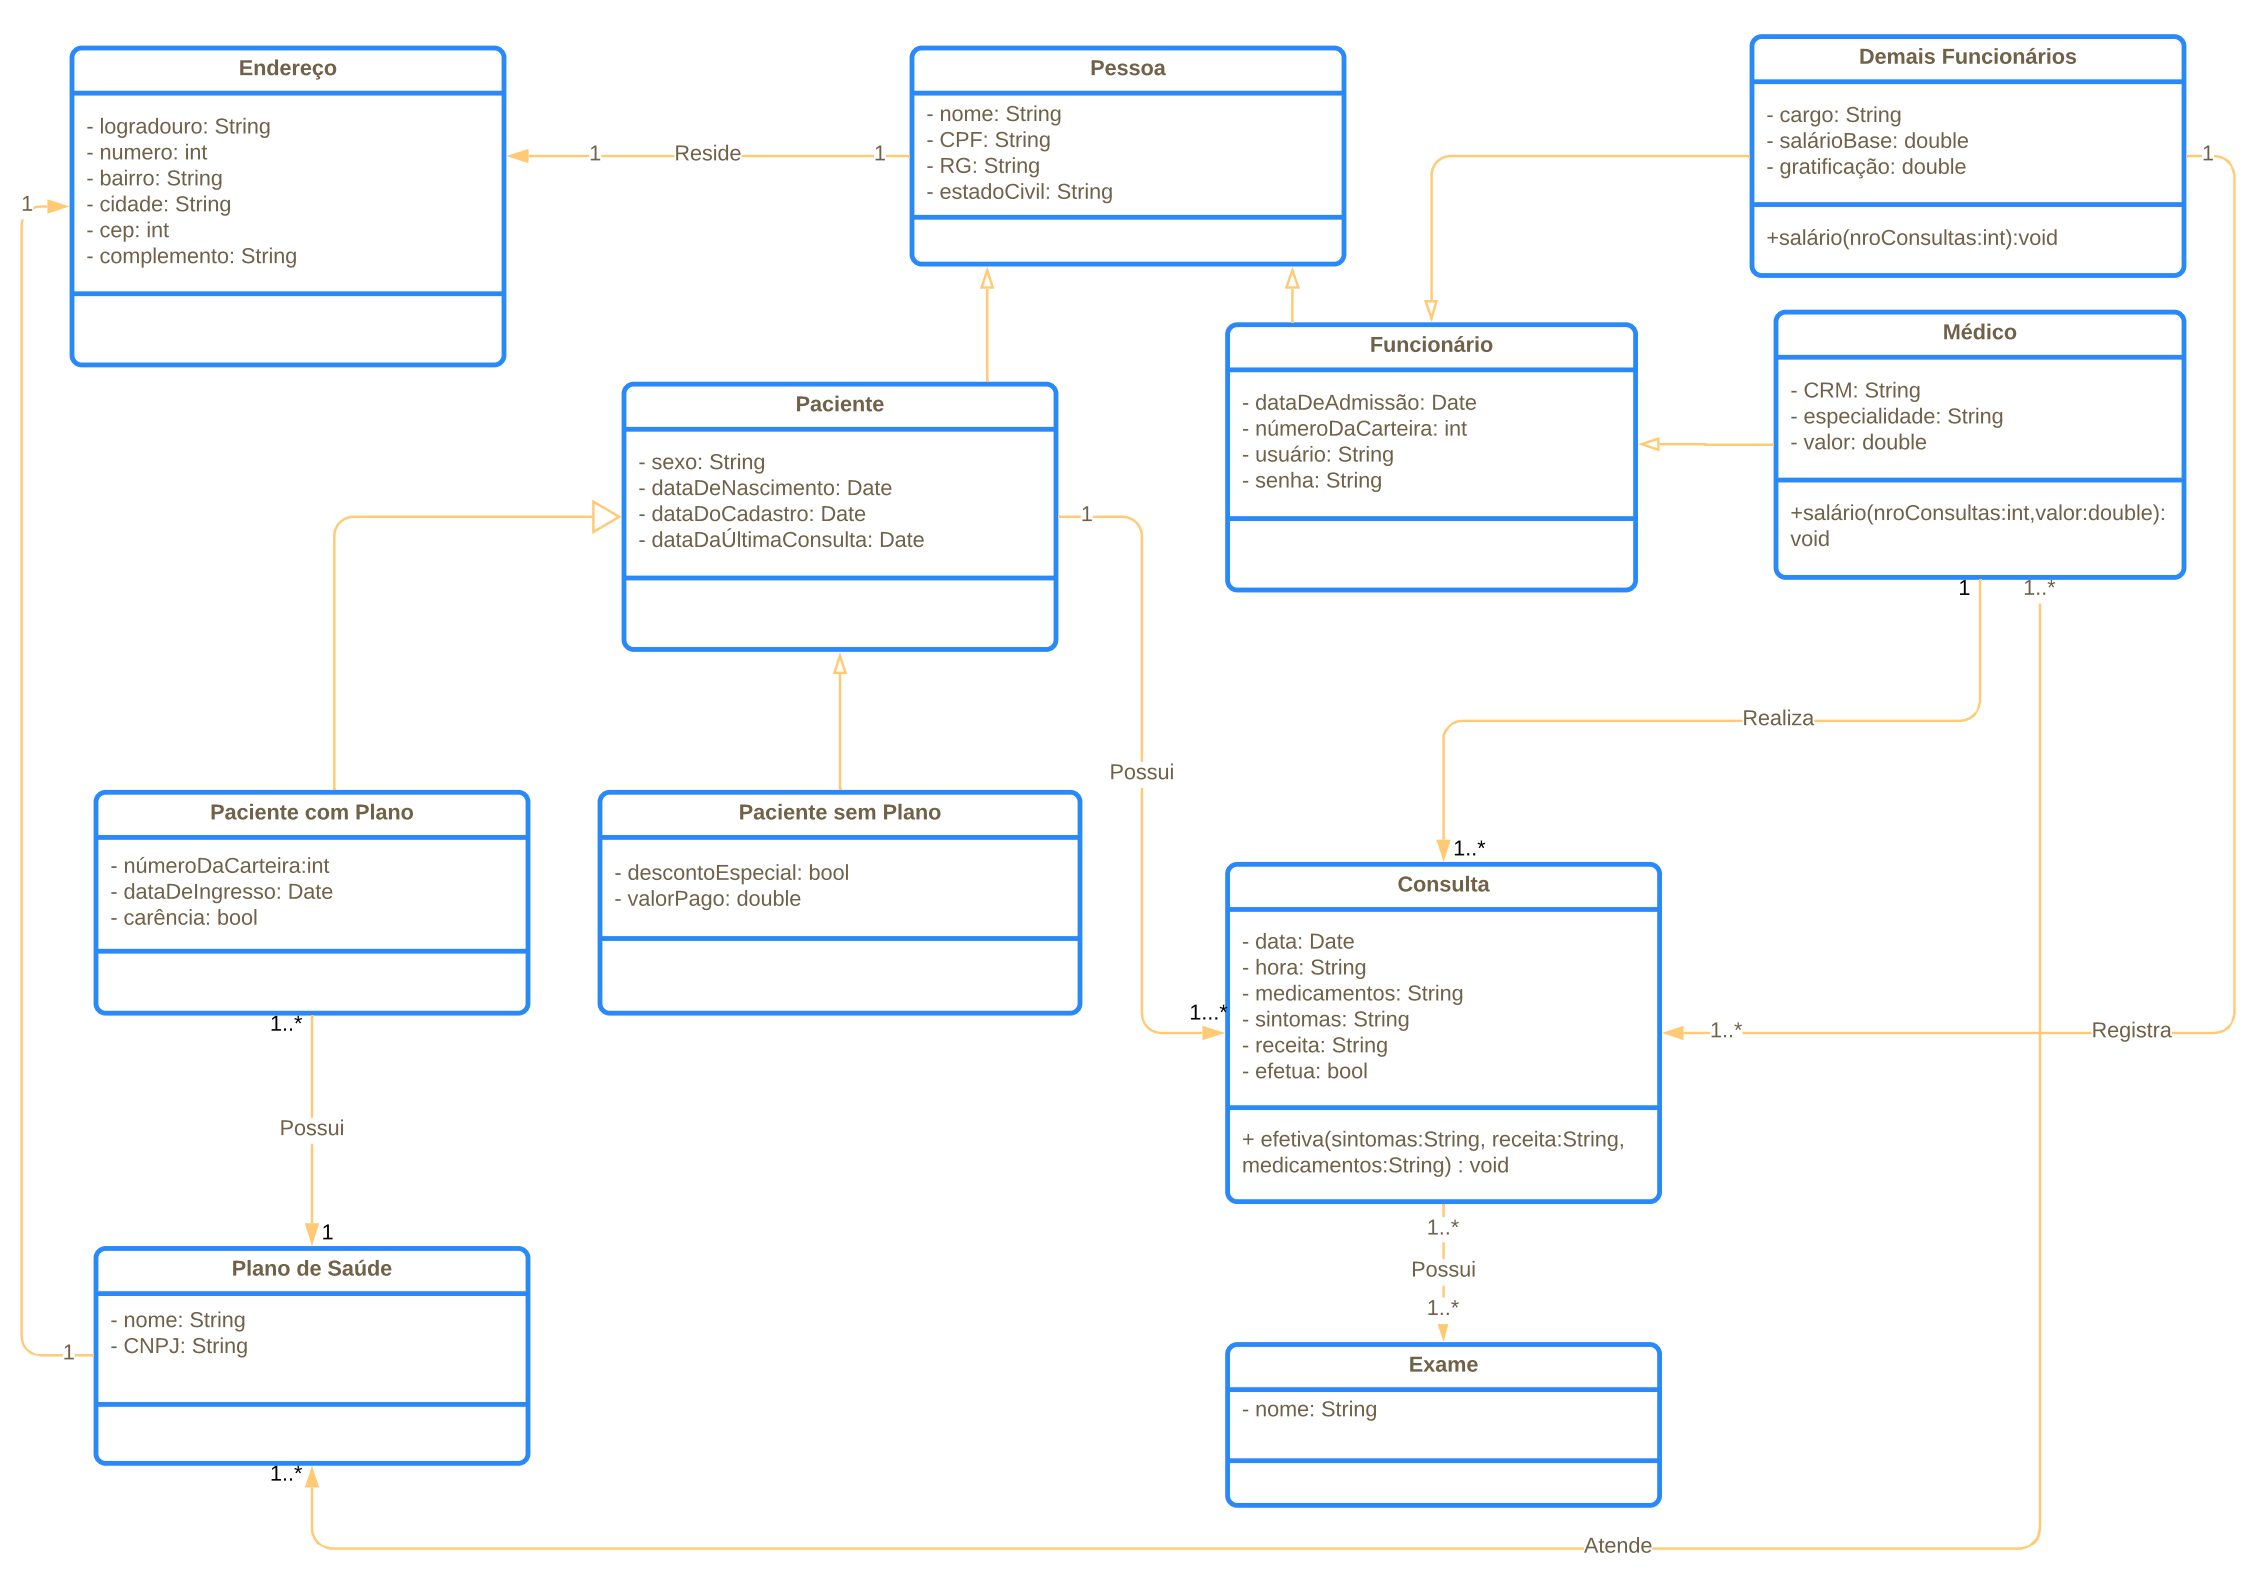 Endereço
- logradouro: String
- numero: int
- bairro: String
- cidade: String
- cep: int
- complemento: String
1
Reside
1
Pessoa
- nome: String
- CPF: String
- RG: String
- estadoCivil: String
Demais Funcionários
- cargo: String
- salárioBase: double
- gratificação: double
+salário(nroConsultas:int):void
1
1
Funcionário
- dataDeAdmissão: Date
- númeroDaCarteira: int
- usuário: String
- senha: String
Médico
- CRM: String
- especialidade: String
- valor: double
+salário(nroConsultas:int,valor:double):
void
1
1..*
Paciente
- sexo: String
- dataDeNascimento: Date
- dataDoCadastro: Date
- dataDaÚltimaConsulta: Date
1
Realiza
Possui
1..*
Paciente com Plano
- númeroDaCarteira:int
- dataDeIngresso: Date
- carência: bool
1..*
Paciente sem Plano
- descontoEspecial: bool
- valorPago: double
1...*
Consulta
- data: Date
- hora: String
- medicamentos: String
- sintomas: String
- receita: String
- efetua: bool
+ efetiva(sintomas:String, receita:String,
medicamentos:String) : void
1..*
Registra
Possui
1
1..*
Possui
1..*
Plano de Saúde
- nome: String
- CNPJ: String
1
1..*
Exame
- nome: String
Atende